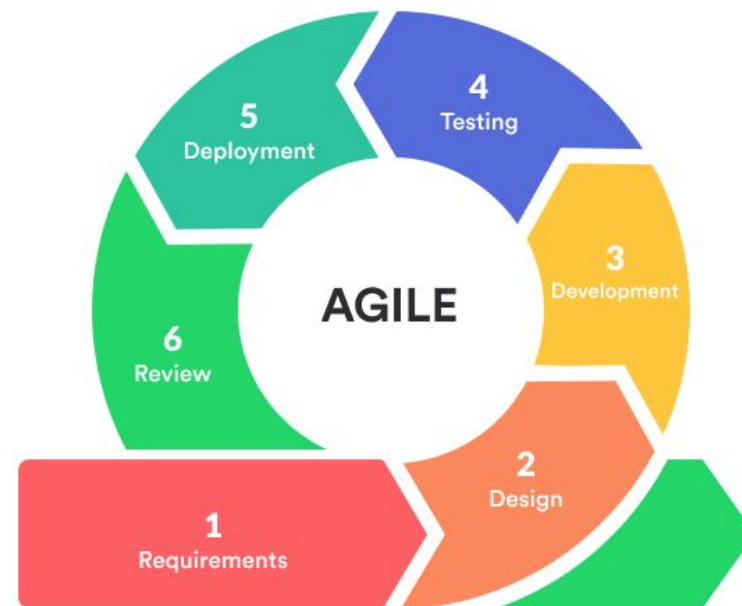 AGILE
1
Requirements
2
Design
3
Development
4
Testing
5
Deployment
6
Review